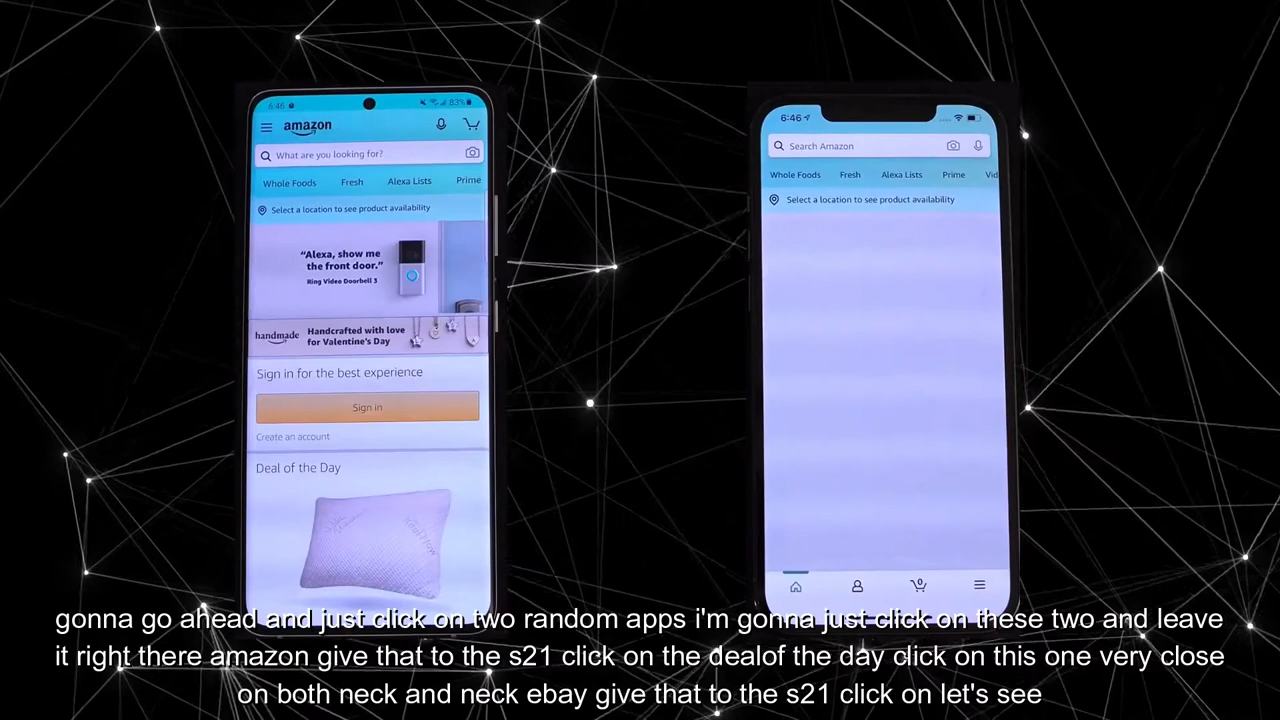 6:46
83%
amazon
What are you looking for?
Whole Foods Fresh Alexa Lists Prime
Select a location to see product availability
“Alexa, show me
the front door.”
Ring Video Doorbell 3
handmade
Handcrafted with love
for Valentine's Day
Sign in for the best experience
Sign in
Create an account
Deal of the Day
6:46
Search Amazon
Whole Foods Fresh Alexa Lists Prime Vid
Select a location to see product availability
0
gonna go ahead and just click on two random apps i'm gonna just click on these two and leave
it right there amazon give that to the s21 click on the dealof the day click on this one very close
on both neck and neck ebay give that to the s21 click on let's see